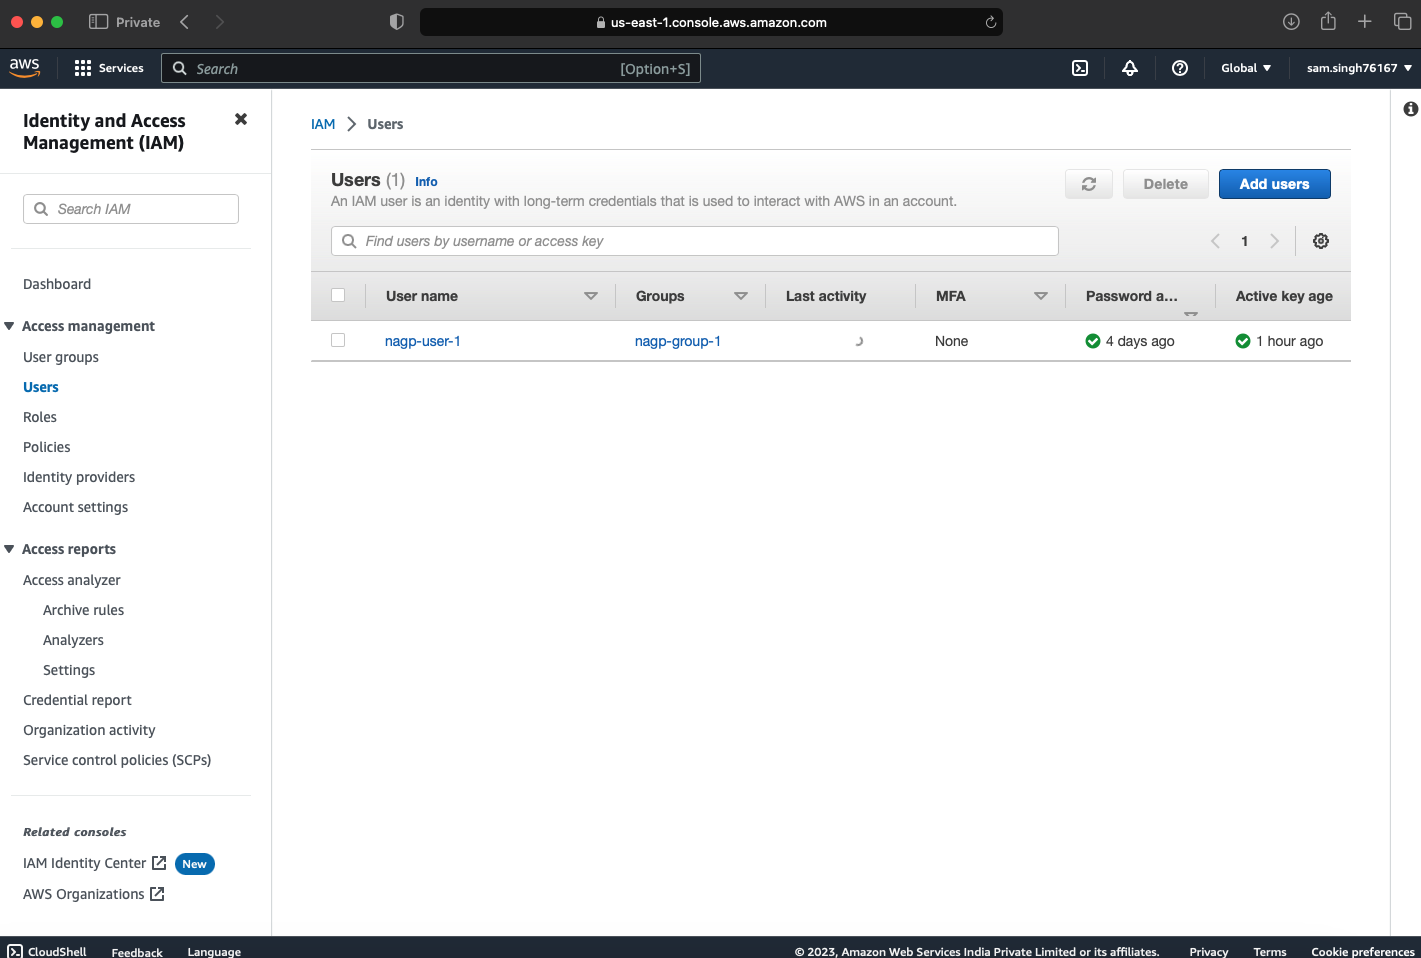 Private
us-east-1.console.aws.amazon.com
aws
Services
Search
[Option+S]
Global
sam.singh76167
Identity and Access
Management (IAM)
Search IAM
Dashboard
Access management
User groups
Users
Roles
Policies
Identity providers
Account settings
Access reports
Access analyzer
Archive rules
Analyzers
Settings
Credential report
Organization activity
Service control policies (SCPs)
Related consoles
IAM Identity Center
New
AWS Organizations
IAM > Users
Users (1) Info
An IAM user is an identity with long-term credentials that is used to interact with AWS in an account.
Delete
Add users
Find users by username or access key
1
User name Groups Last activity MFA Password a... Active key age
nagp-user-1 nagp-group-1 None 4 days ago 1 hour ago
CloudShell Feedback Language © 2023, Amazon Web Services India Private Limited or its affiliates. Privacy Terms Cookie preferences